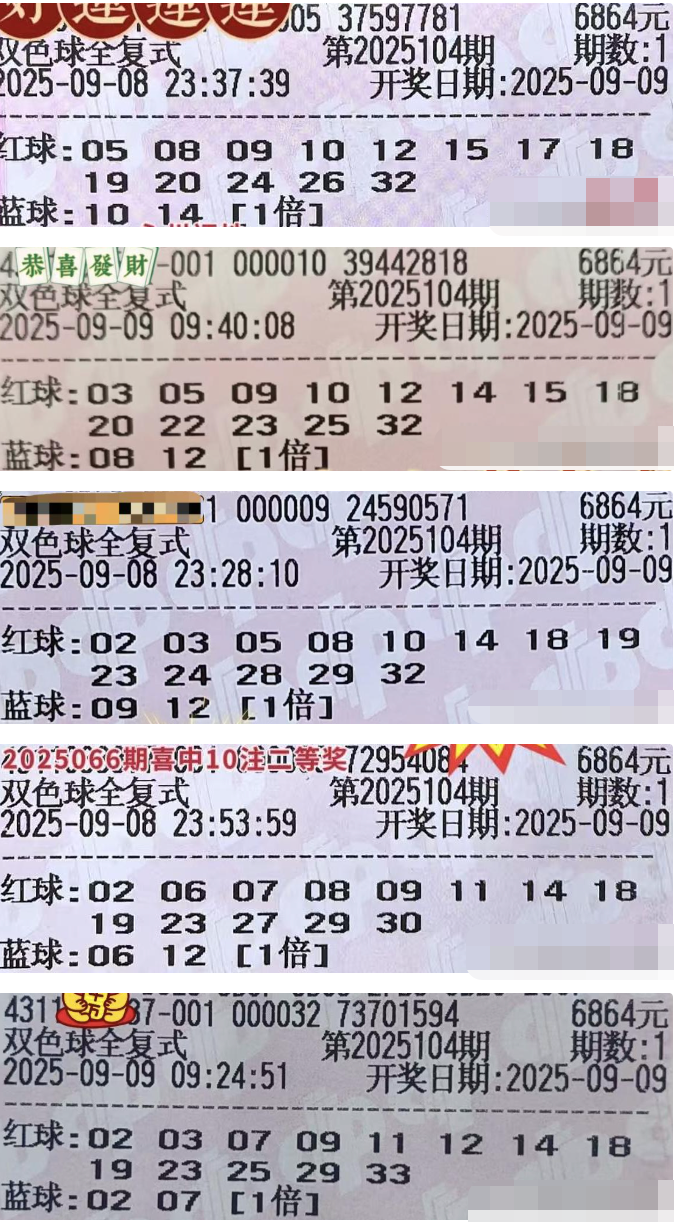 005 37597781 6864元
双色球全复式 第2025104期 期数:1
2025-09-08 23:37:39 开奖日期:2025-09-09
红球:05 08 09 10 12 15 17 18
19 20 24 26 32
蓝球:10 14 [1倍]
4 恭喜發財 -001 000010 39442818 6864元
双色球全复式 第2025104期 期数:1
2025-09-09 09:40:08 开奖日期:2025-09-09
红球:03 05 09 10 12 14 15 18
20 22 23 25 32
蓝球:08 12 [1倍]
1 000009 24590571 6864元
双色球全复式 第2025104期 期数:1
2025-09-08 23:28:10 开奖日期:2025-09-09
红球:02 03 05 08 10 14 18 19
23 24 28 29 32
蓝球:09 12 [1倍]
2025066期喜中10注二等奖 72954084 6864元
双色球全复式 第2025104期 期数:1
2025-09-08 23:53:59 开奖日期:2025-09-09
红球:02 06 07 08 09 11 14 18
19 23 27 29 30
蓝球:06 12 [1倍]
4311 37-001 000032 73701594 6864元
双色球全复式 第2025104期 期数:1
2025-09-09 09:24:51 开奖日期:2025-09-09
红球:02 03 07 09 11 12 14 18
19 23 25 29 33
蓝球:02 07 [1倍]